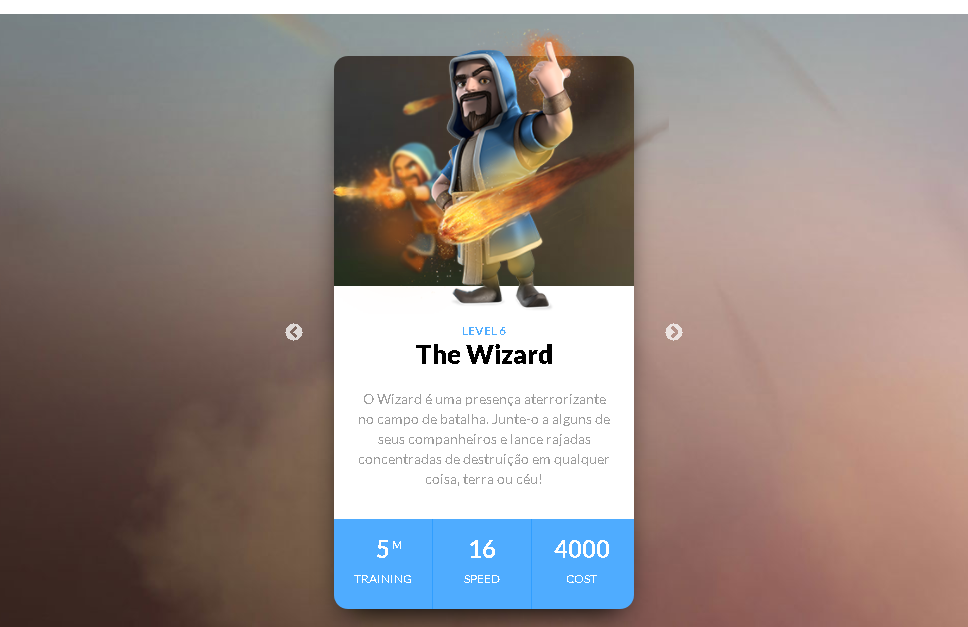 LEVEL 6
The Wizard
O Wizard é uma presença aterrorizante
no campo de batalha. Junte-o a alguns de
seus companheiros e lance rajadas
concentradas de destruição em qualquer
coisa, terra ou céu!
5 M 16 4000
TRAINING SPEED COST